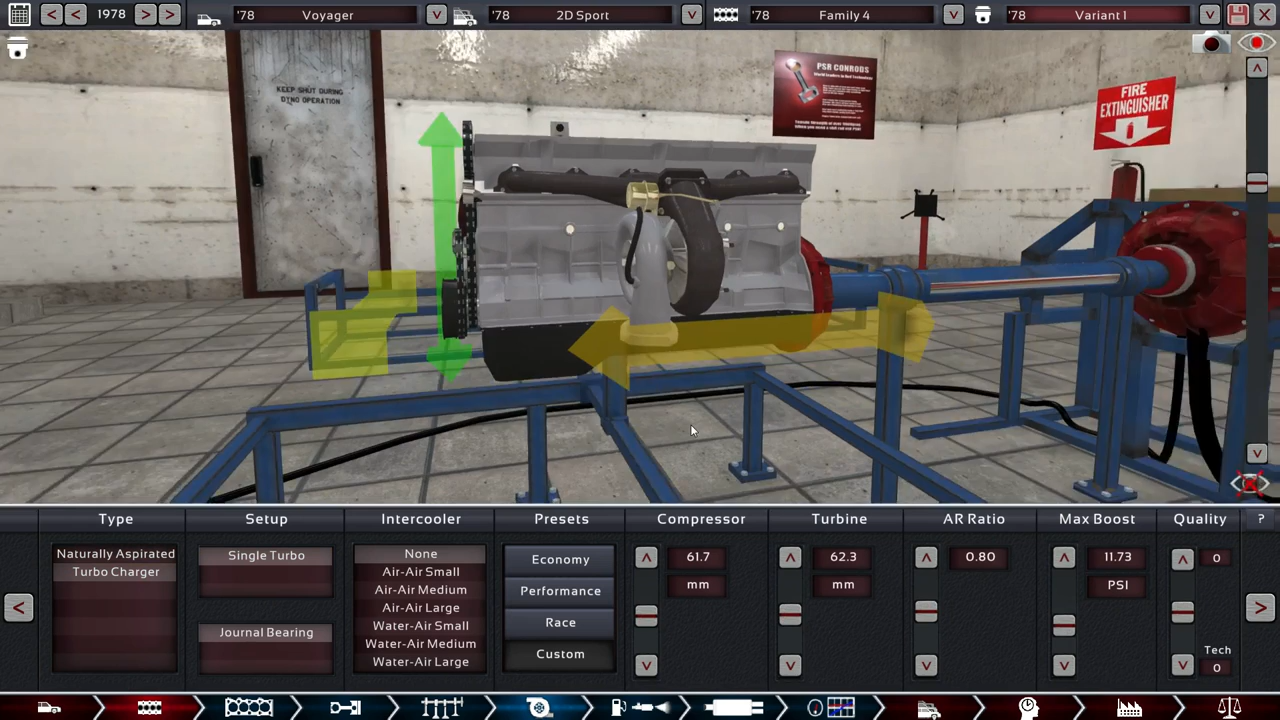 1978
'78 Voyager
'78 2D Sport
'78 Family 4
'78 Variant 1
KEEP SHUT DURING
DYNO OPERATION
PSR CONRODS
FIRE
EXTINGUISHER
Type
Naturally Aspirated
Turbo Charger
Setup
Single Turbo
Journal Bearing
Intercooler
None
Air-Air Small
Air-Air Medium
Air-Air Large
Water-Air Small
Water-Air Medium
Water-Air Large
Presets
Economy
Performance
Race
Custom
Compressor
61.7
mm
Turbine
62.3
mm
AR Ratio
0.80
Max Boost
11.73
PSI
Quality
0
Tech
0
?